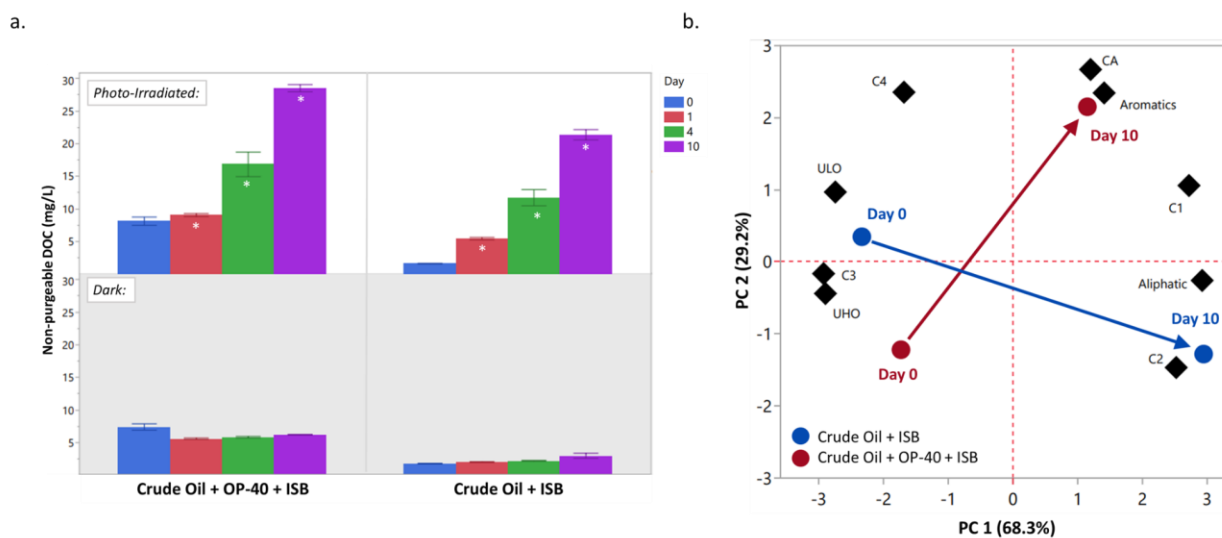 a.
Non-purgeable DOC (mg/L)
30
25
20
15
10
5
Photo-Irradiated:
*
*
*
*
*
*
Day
0
1
4
10
30
25
20
15
10
5
Dark:
Crude Oil + OP-40 + ISB
Crude Oil + ISB
b.
PC 2 (29.2%)
3
2
1
0
-1
-2
-3
C4
CA
Aromatics
Day 10
ULO
Day 0
C1
C3
UHO
Aliphatic
Day 10
Day 0
C2
Crude Oil + ISB
Crude Oil + OP-40 + ISB
-3
-2
-1
0
1
2
3
PC 1 (68.3%)